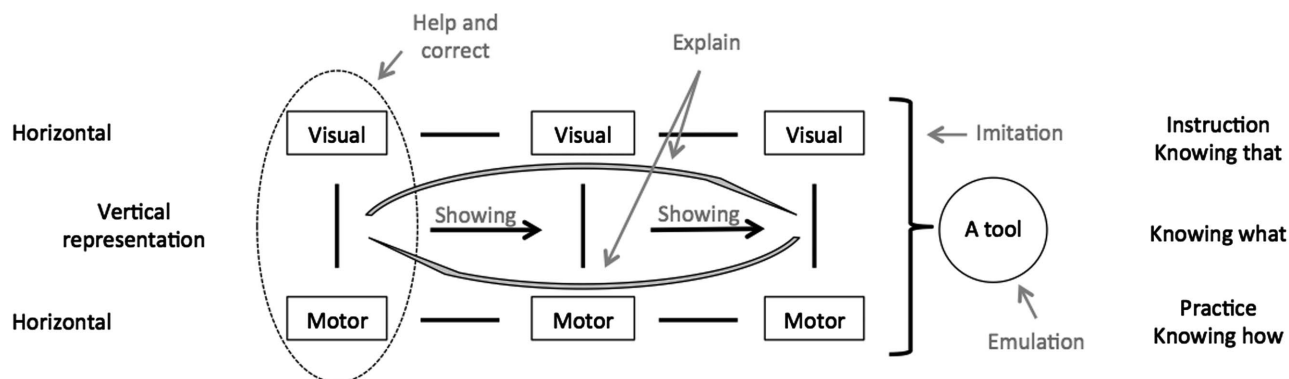 Help and
correct
Explain
Horizontal
Visual
Visual
Visual
Imitation
Instruction
Knowing that
Vertical
representation
Showing
Showing
A tool
Knowing what
Horizontal
Motor
Motor
Motor
Emulation
Practice
Knowing how